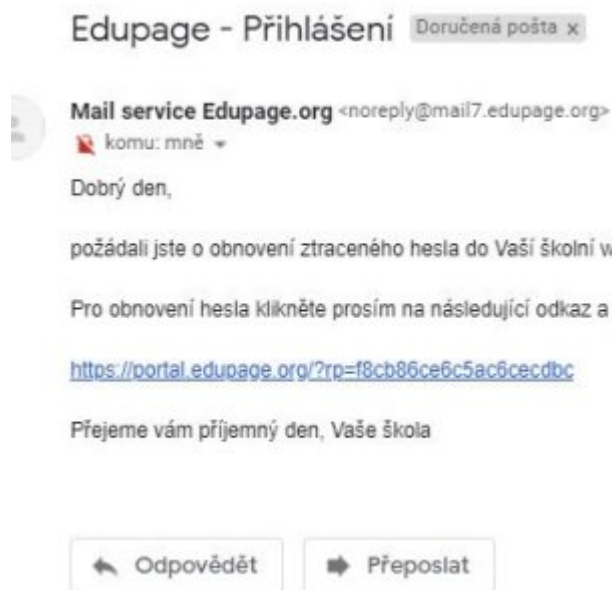 Edupage - Přihlášení Doručená pošta x
Mail service Edupage.org <noreply@mail7.edupage.org>
komu: mně
Dobrý den,
požádali jste o obnovení ztraceného hesla do Vaší školní w
Pro obnovení hesla klikněte prosím na následující odkaz a
https://portal.edupage.org/?rp=f8cb86ce6c5ac6cecdbc
Přejeme vám příjemný den, Vaše škola
Odpovědět Přeposlat